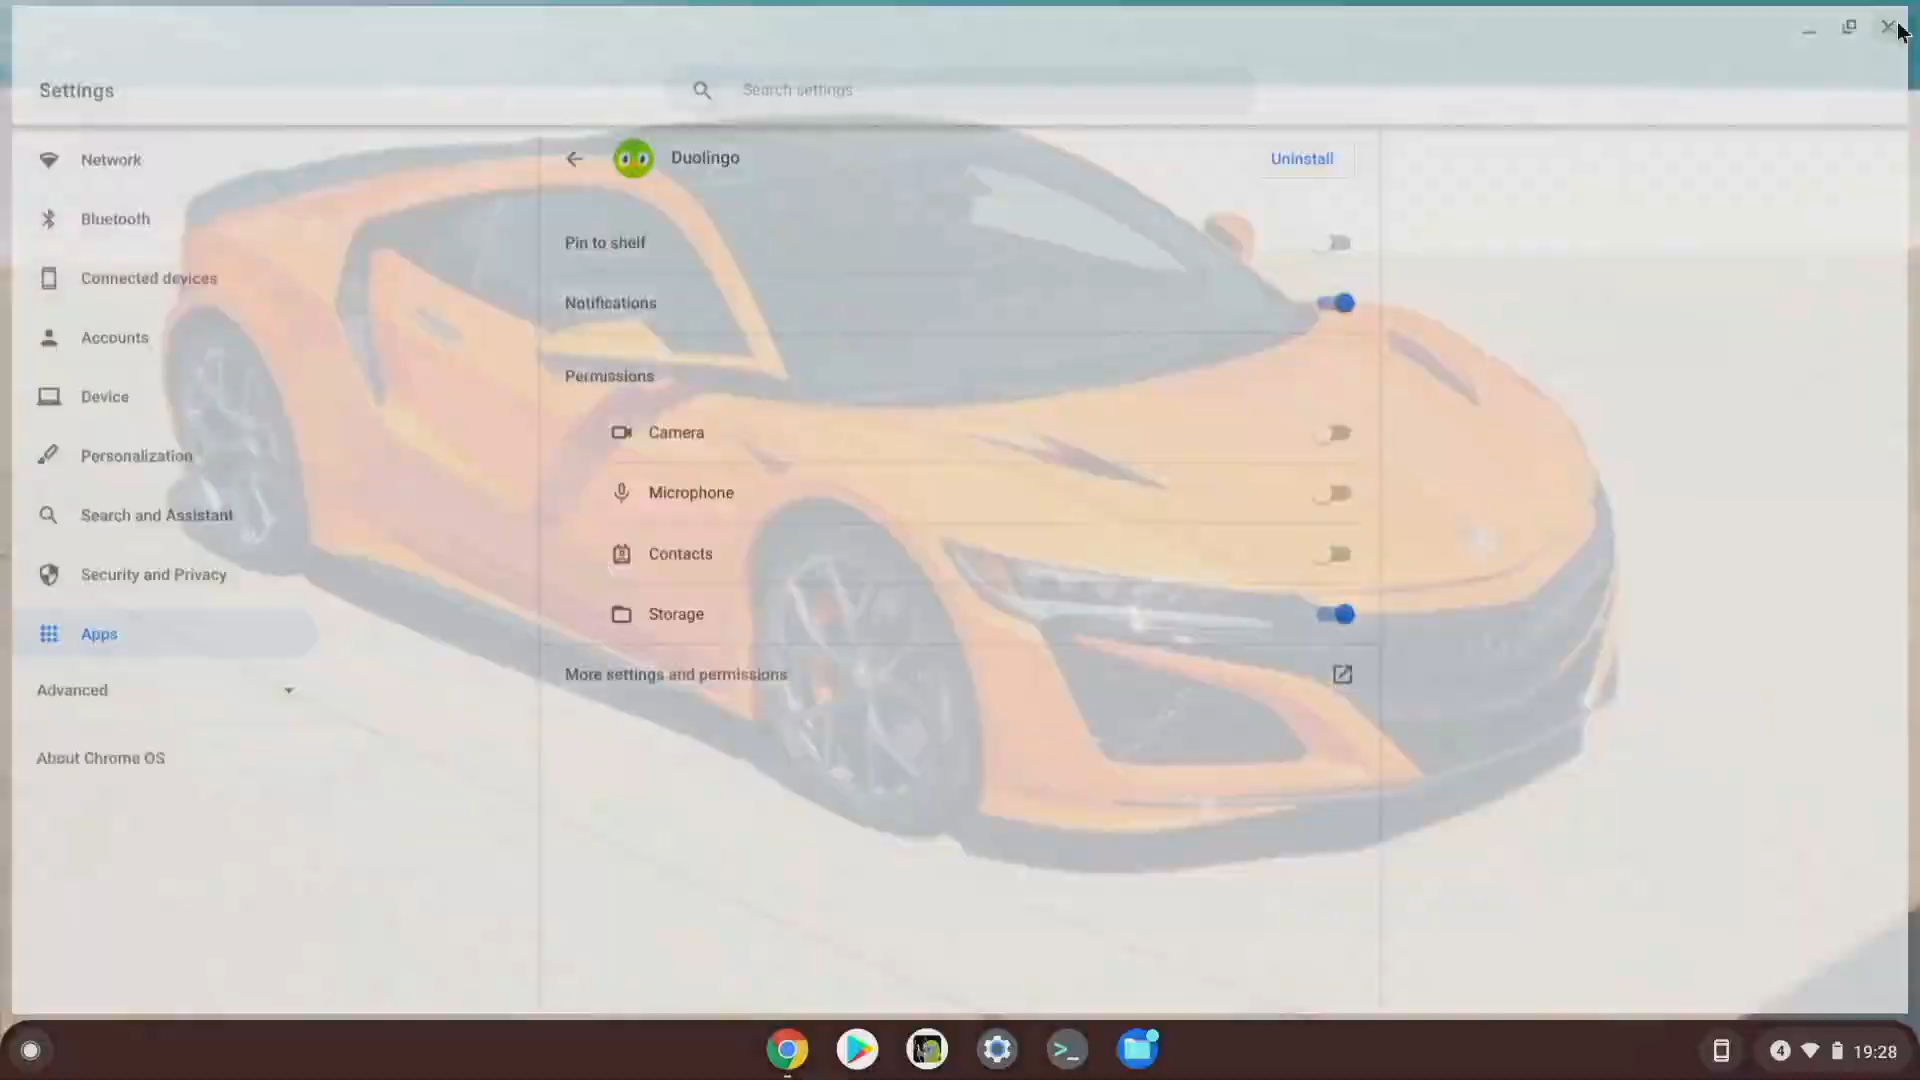 Settings
Search settings
Network
Bluetooth
Connected devices
Accounts
Device
Personalization
Search and Assistant
Security and Privacy
Apps
Advanced
About Chrome OS
Duolingo
Uninstall
Pin to shelf
Notifications
Permissions
Camera
Microphone
Contacts
Storage
More settings and permissions
>_
4
19:28